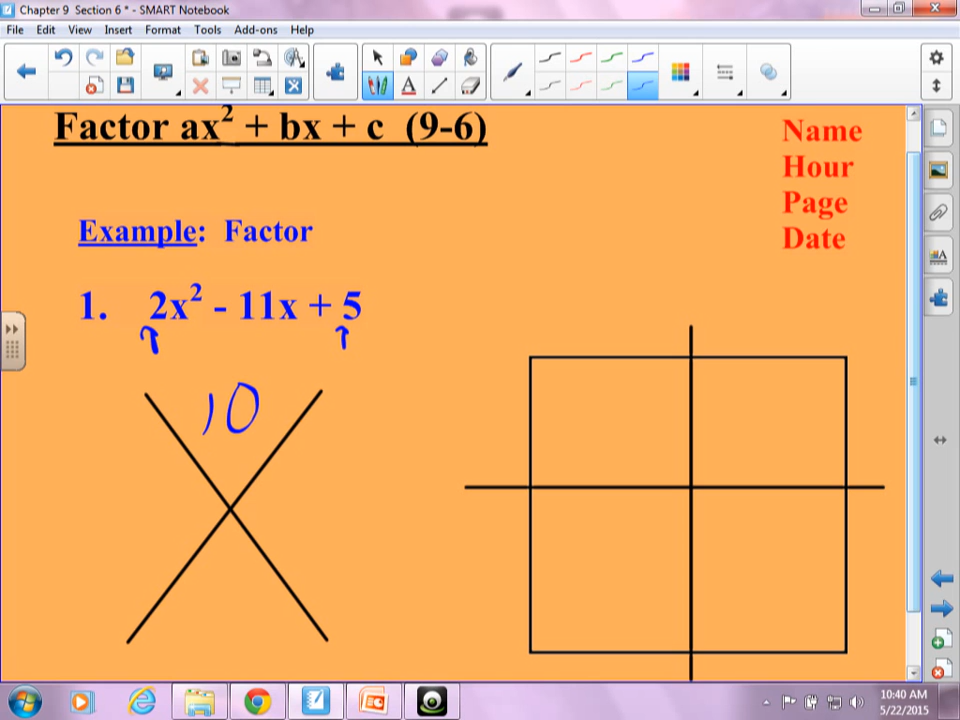 Chapter 9 Section 6 * - SMART Notebook
File Edit View Insert Format Tools Add-ons Help
Factor ax² + bx + c (9-6)
Name
Hour
Page
Date
Example: Factor
1. 2x² - 11x + 5
10
10:40 AM
5/22/2015